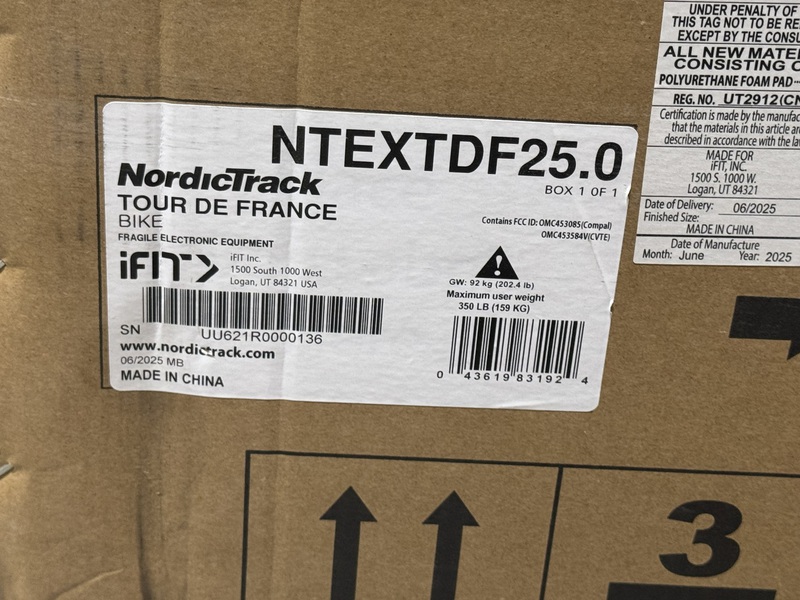 NTEXTDF25.0
BOX 1 OF 1
NordicTrack
TOUR DE FRANCE
BIKE
FRAGILE ELECTRONIC EQUIPMENT
Contains FCC ID: OMC453085(Compal)
OMC453584V(CVTE)
iFIT
iFIT Inc.
1500 South 1000 West
Logan, UT 84321 USA
GW: 92 kg (202.4 lb)
Maximum user weight
350 LB (159 KG)
SN
UU621R0000136
www.nordictrack.com
06/2025 MB
MADE IN CHINA
0 43619 83192 4
UNDER PENALTY OF
THIS TAG NOT TO BE
EXCEPT BY THE
ALL NEW
CONSISTING
POLYURETHANE FOAM PAD
REG. NO. UT2912(CN
Certification is made by the
that the materials in this article
described in accordance with the
MADE FOR
iFIT, INC.
1500 S. 1000 W.
Logan, UT 84321
Date of Delivery: 06/2025
Finished Size:
MADE IN CHINA
Date of Manufacture
Month: June Year: 2025
3